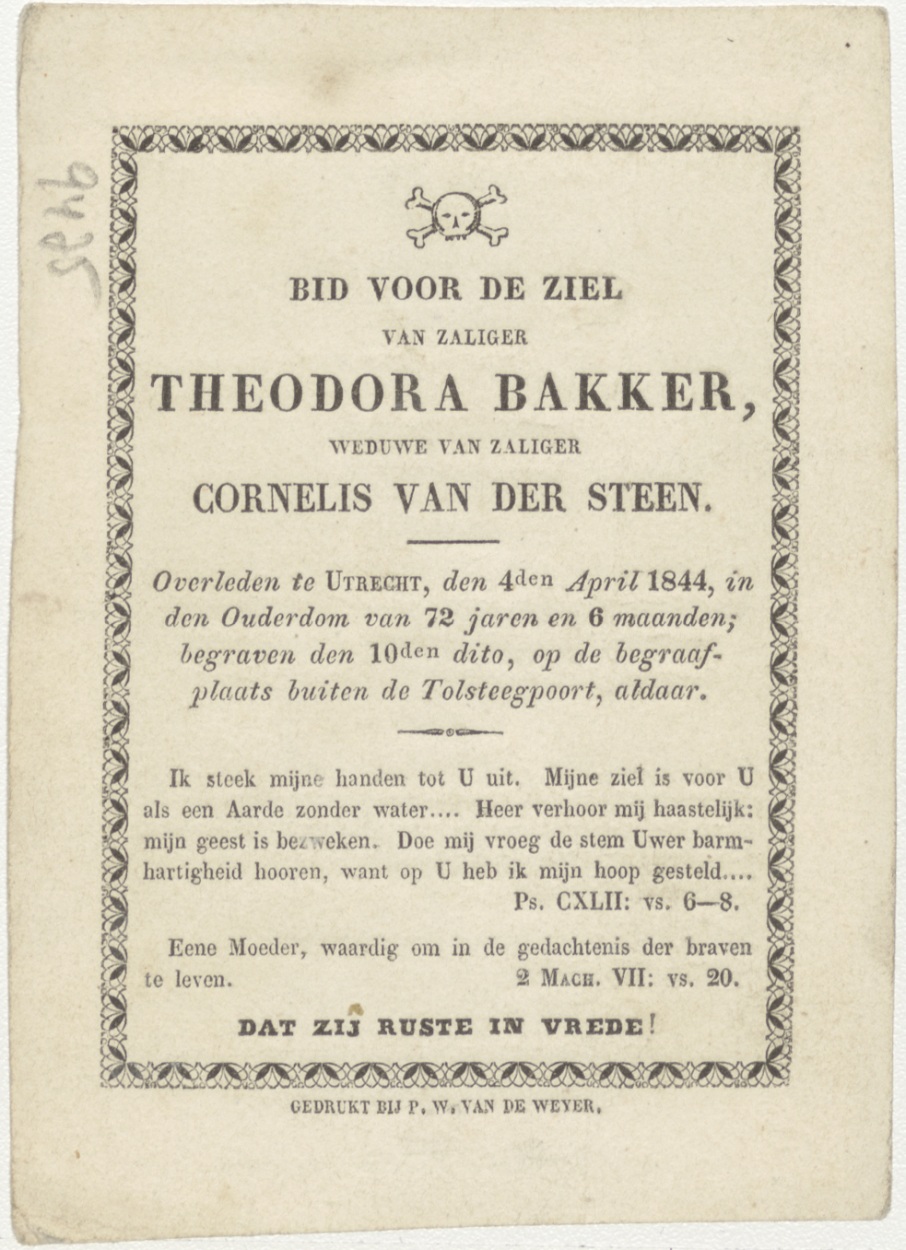 9495
BID VOOR DE ZIEL
VAN ZALIGER
THEODORA BAKKER,
WEDUWE VAN ZALIGER
CORNELIS VAN DER STEEN.
Overleden te UTRECHT, den 4den April 1844, in
den Ouderdom van 72 jaren en 6 maanden;
begraven den 10den dito, op de begraaf-
plaats buiten de Tolsteegpoort, aldaar.
Ik steek mijne handen tot U uit. Mijne ziel is voor U
als een Aarde zonder water.... Heer verhoor mij haastelijk:
mijn geest is bezweken. Doe mij vroeg de stem Uwer barm-
hartigheid hooren, want op U heb ik mijn hoop gesteld....
Ps. CXLII: vs. 6—8.
Eene Moeder, waardig om in de gedachtenis der braven
te leven. 2 MACH. VII: vs. 20.
DAT ZIJ RUSTE IN VREDE!
GEDRUKT BIJ P. W. VAN DE WEYER.